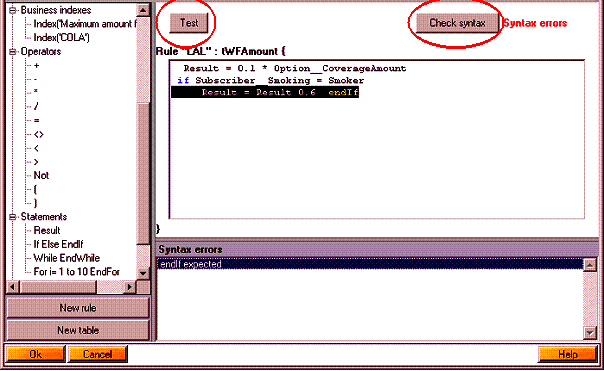 Business indexes
Index('Maximum amount f
Index('COLA')
Operators
+
-
*
/
=
<>
<
>
Not
(
)
Statements
Result
If Else EndIf
While EndWhile
For i= 1 to 10 EndFor
New rule
New table
Test
Check syntax
Syntax errors
Rule "LAL" : tWFAmount {
Result = 0.1 * Option__CoverageAmount
if Subscriber__Smoking = Smoker
Result = Result 0.6 endIf
}
Syntax errors
endIf expected
Ok
Cancel
Help